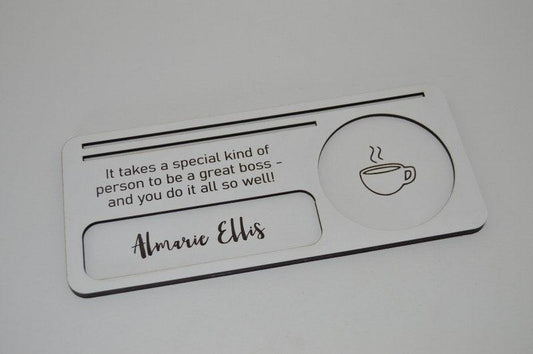 It takes a special kind of
person to be a great boss -
and you do it all so well!
Almarie Ellis